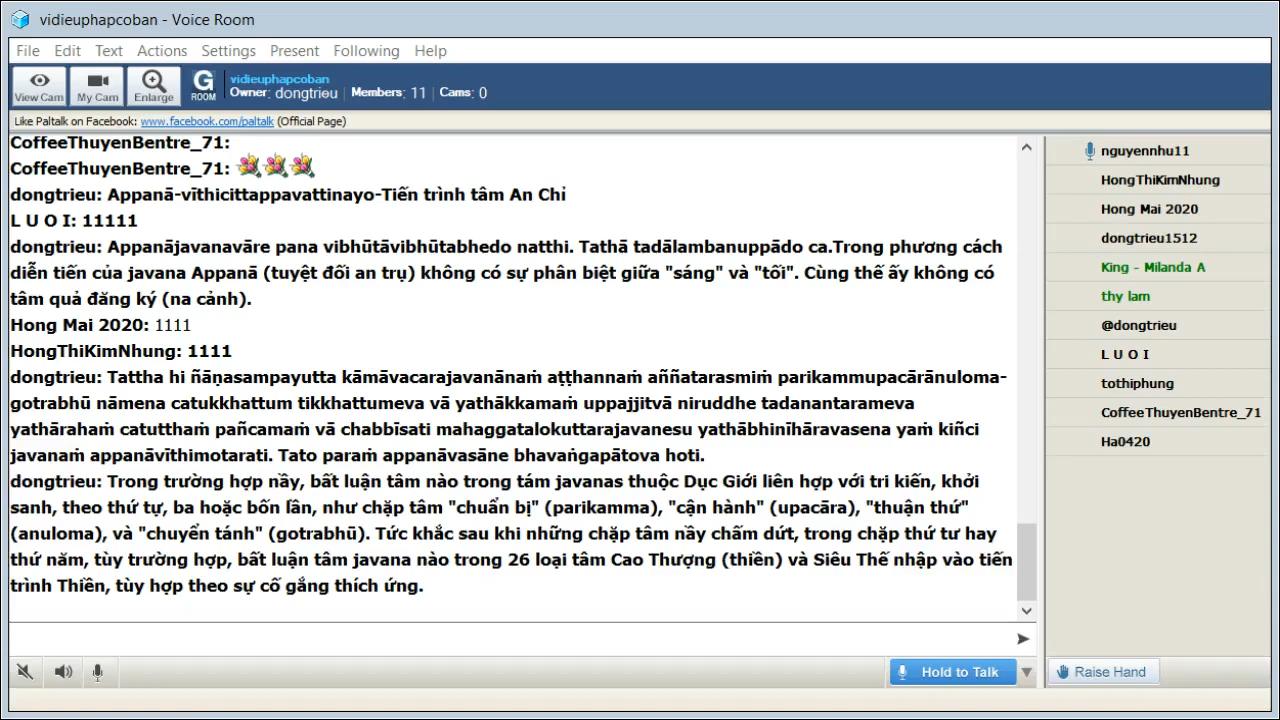 vidieuphapcoban - Voice Room
File Edit Text Actions Settings Present Following Help
View Cam My Cam Enlarge G ROOM vidieuphapcoban
Owner: dongtrieu | Members: 11 | Cams: 0
Like Paltalk on Facebook: www.facebook.com/paltalk (Official Page)
CoffeeThuyenBentre_71:
CoffeeThuyenBentre_71:
dongtrieu: Appanā-vīthicittappavattinayo-Tiến trình tâm An Chỉ
L U O I: 11111
dongtrieu: Appanājavanavāre pana vibhūtāvibhūtabhedo natthi. Tathā tadālambanuppādo ca.Trong phương cách
diễn tiến của javana Appanā (tuyệt đối an trụ) không có sự phân biệt giữa "sáng" và "tối". Cùng thế ấy không có
tâm quả đăng ký (na cảnh).
Hong Mai 2020: 1111
HongThiKimNhung: 1111
dongtrieu: Tattha hi ñāṇasampayutta kāmāvacarajavanānaṁ aṭṭhannaṁ aññatarasmiṁ parikammupacārānuloma-
gotrabhū nāmena catukkhattum tikkhattumeva vā yathākkamaṁ uppajjitvā niruddhe tadanantarameva
yathārahaṁ catutthaṁ pañcamaṁ vā chabbīsati mahaggatalokuttarajavanesu yathābhinīhāravasena yaṁ kiñci
javanaṁ appanāvīthimotarati. Tato paraṁ appanāvasāne bhavaṅgapātova hoti.
dongtrieu: Trong trường hợp nầy, bất luận tâm nào trong tám javanas thuộc Dục Giới liên hợp với tri kiến, khởi
sanh, theo thứ tự, ba hoặc bốn lần, như chặp tâm "chuẩn bị" (parikamma), "cận hành" (upacāra), "thuận thứ"
(anuloma), và "chuyển tánh" (gotrabhū). Tức khắc sau khi những chặp tâm nầy chấm dứt, trong chặp thứ tư hay
thứ năm, tùy trường hợp, bất luận tâm javana nào trong 26 loại tâm Cao Thượng (thiền) và Siêu Thế nhập vào tiến
trình Thiền, tùy hợp theo sự cố gắng thích ứng.
Hold to Talk
nguyennhu11
HongThiKimNhung
Hong Mai 2020
dongtrieu1512
King - Milanda A
thy lam
@dongtrieu
L U O I
tothiphung
CoffeeThuyenBentre_71
Ha0420
Raise Hand